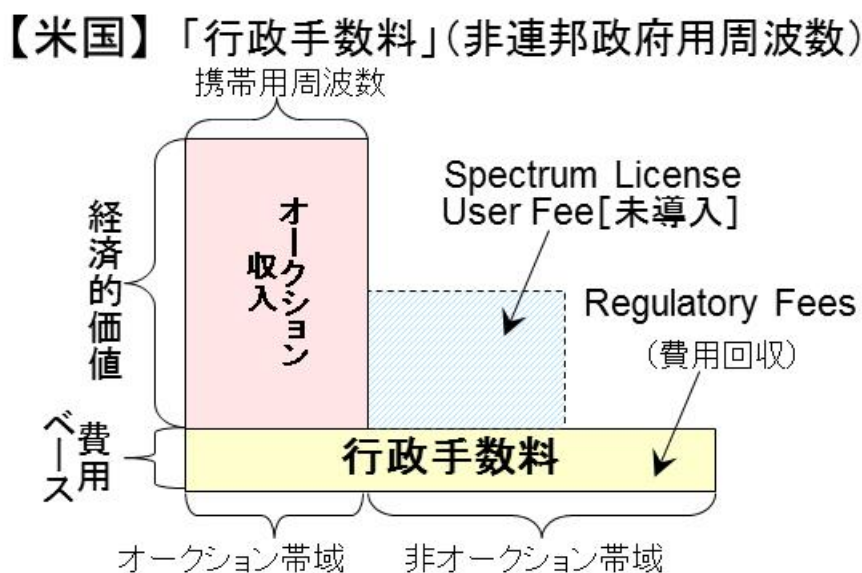 【米国】「行政手数料」(非連邦政府用周波数)
携帯用周波数
経済的価値
オークション
収入
Spectrum License
User Fee[未導入]
Regulatory Fees
(費用回収)
費用
ベース
行政手数料
オークション帯域
非オークション帯域